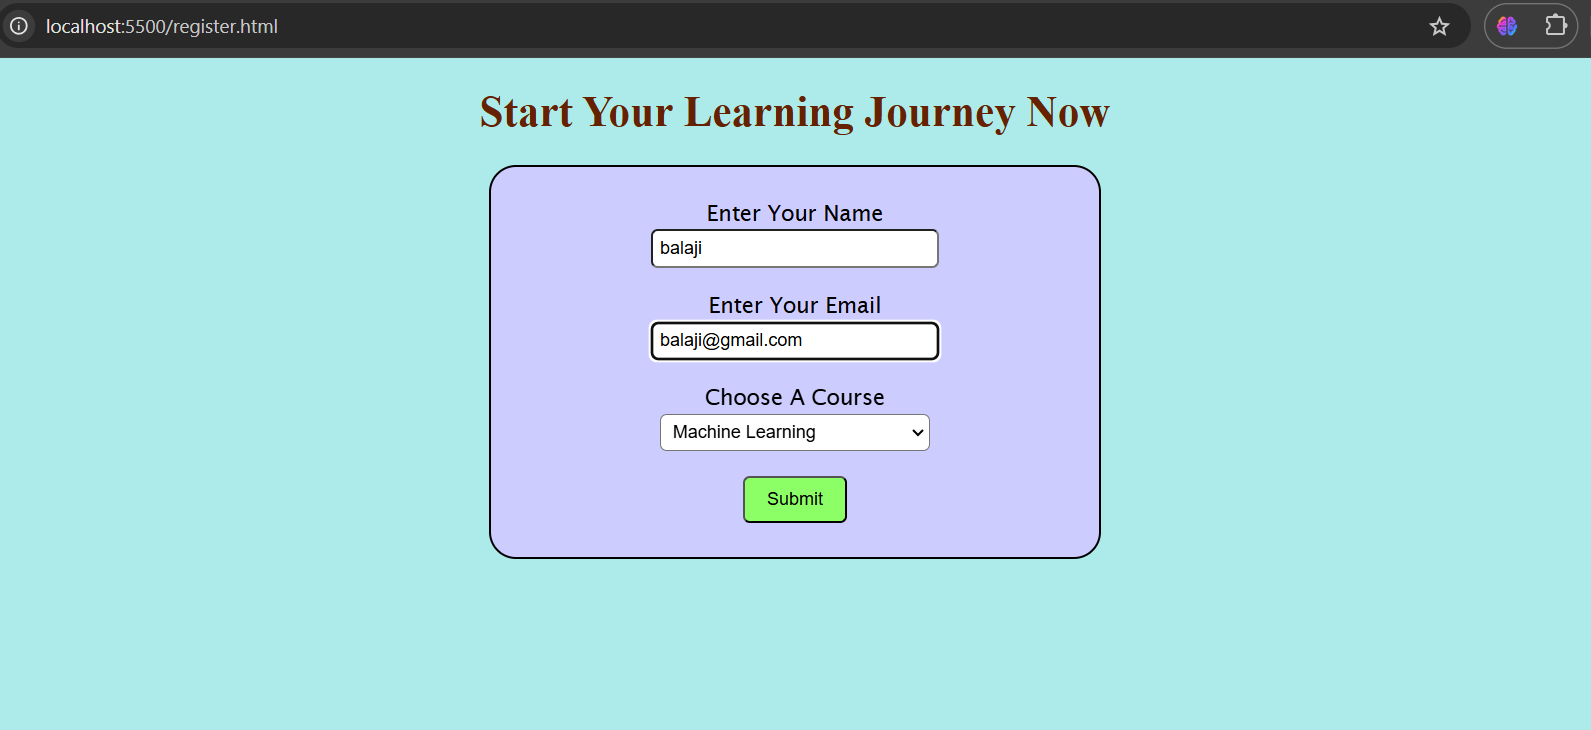 localhost:5500/register.html
Start Your Learning Journey Now
Enter Your Name
balaji
Enter Your Email
balaji@gmail.com
Choose A Course
Machine Learning
Submit